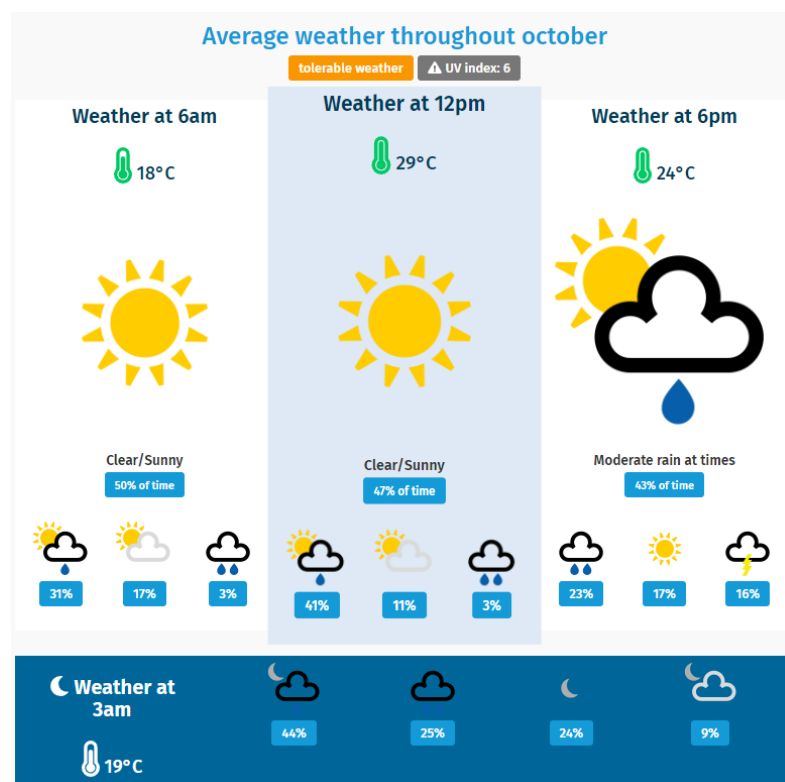 Average weather throughout october
tolerable weather
UV index: 6
Weather at 6am
18°C
Clear/Sunny
50% of time
31%
17%
3%
Weather at 12pm
29°C
Clear/Sunny
47% of time
41%
11%
3%
Weather at 6pm
24°C
Moderate rain at times
43% of time
23%
17%
16%
Weather at
3am
19°C
44%
25%
24%
9%